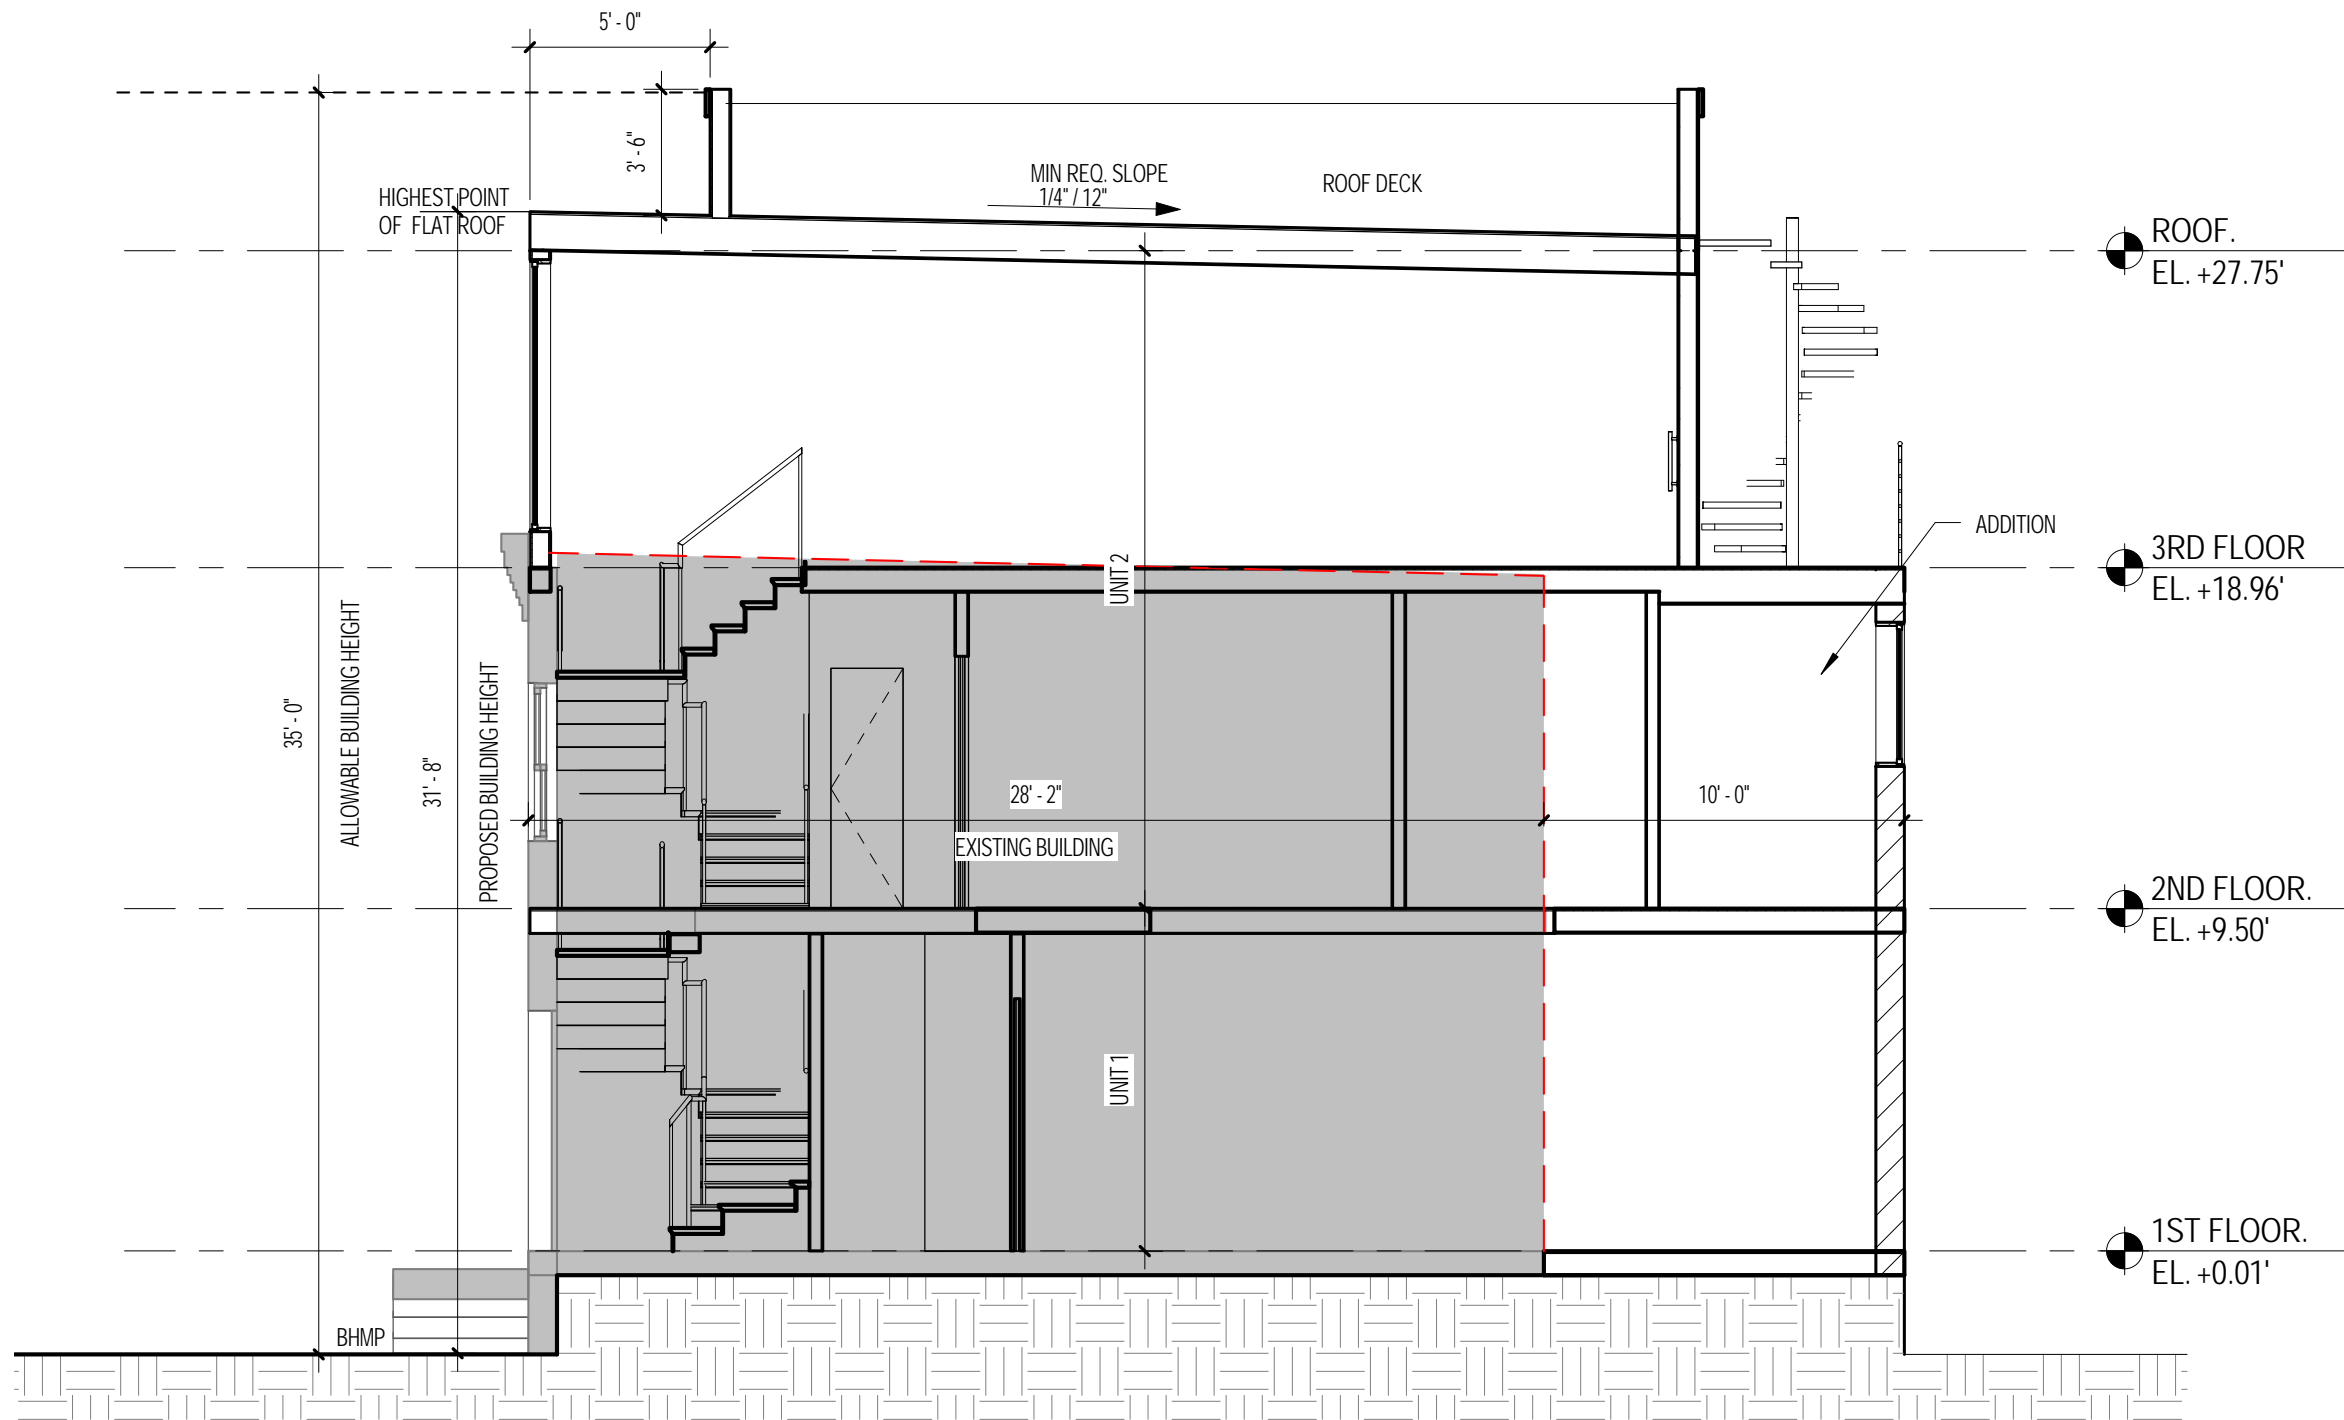 5' - 0"
3' - 6"
HIGHEST POINT
OF FLAT ROOF
MIN REQ. SLOPE
1/4" / 12"
ROOF DECK
ROOF.
EL. +27.75'
ADDITION
3RD FLOOR
EL. +18.96'
UNIT 2
35' - 0"
ALLOWABLE BUILDING HEIGHT
31' - 8"
PROPOSED BUILDING HEIGHT
28' - 2"
10' - 0"
EXISTING BUILDING
2ND FLOOR.
EL. +9.50'
UNIT 1
1ST FLOOR.
EL. +0.01'
BHMP